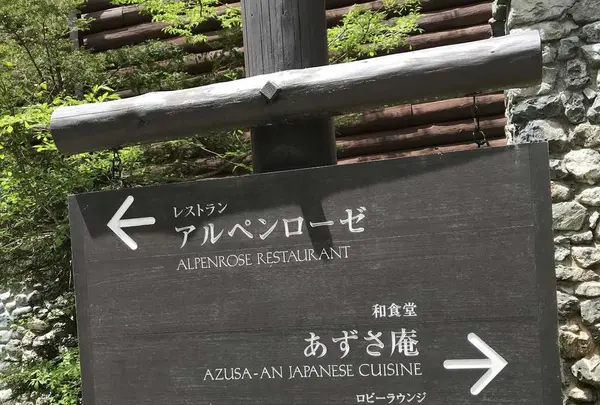 レストラン
アルペンローゼ
ALPENROSE RESTAURANT
和食堂
あずさ庵
AZUSA-AN JAPANESE CUISINE
ロビーラウンジ